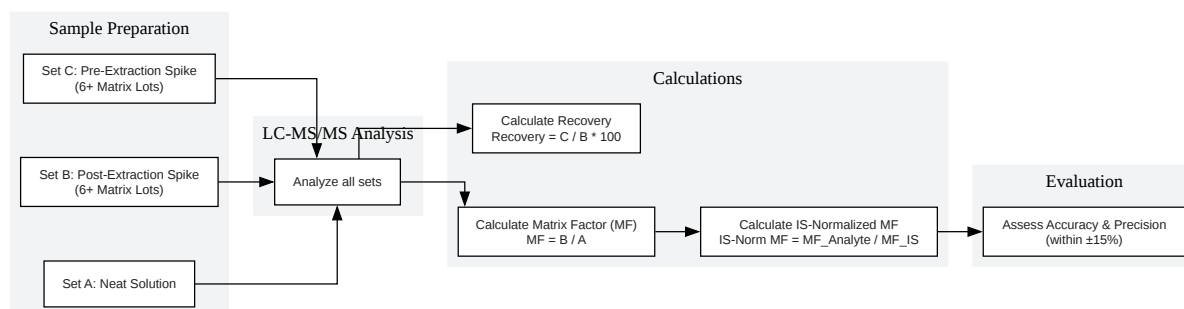 Sample Preparation
Set C: Pre-Extraction Spike
(6+ Matrix Lots)
Set B: Post-Extraction Spike
(6+ Matrix Lots)
Set A: Neat Solution
LC-MS/MS Analysis
Analyze all sets
Calculations
Calculate Recovery
Recovery = C / B * 100
Calculate Matrix Factor (MF)
MF = B / A
Calculate IS-Normalized MF
IS-Norm MF = MF_Analyte / MF_IS
Evaluation
Assess Accuracy & Precision
(within ±15%)